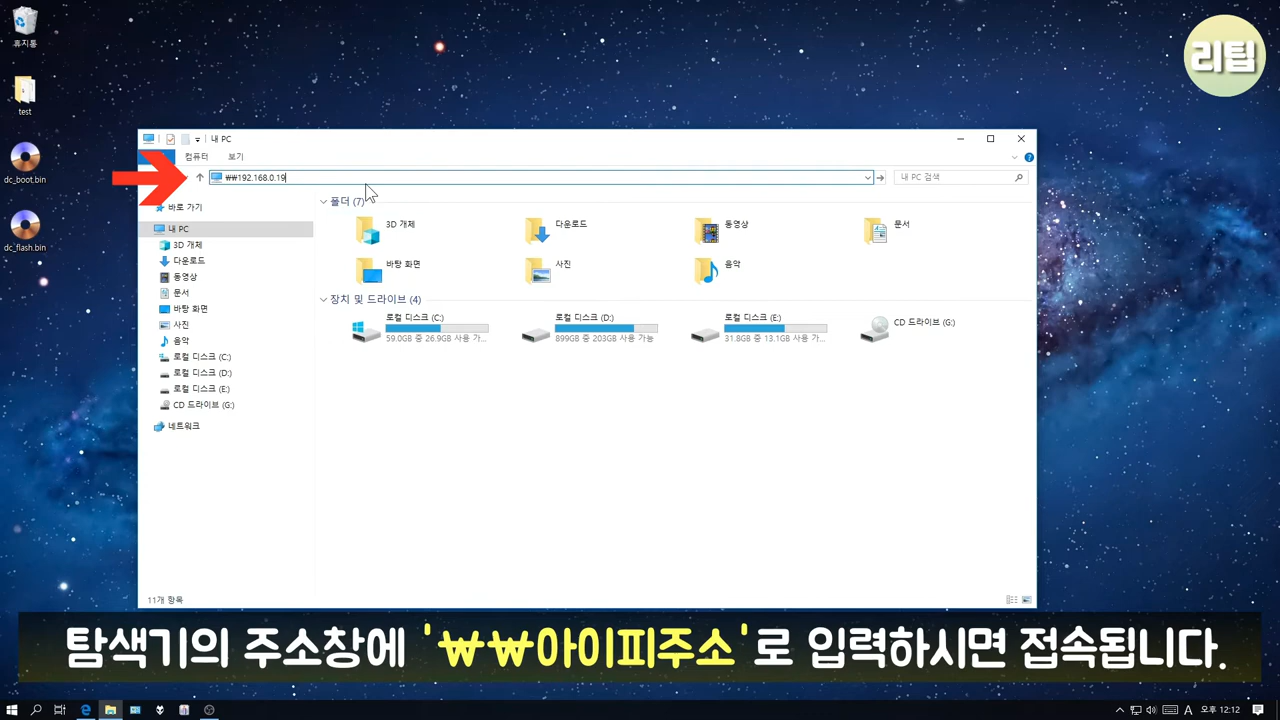 휴지통
리팁
test
dc_boot.bin
dc_flash.bin
내 PC
컴퓨터 보기
₩₩192.168.0.19
내 PC 검색
바로 가기
내 PC
3D 개체
다운로드
동영상
문서
바탕 화면
사진
음악
로컬 디스크 (C:)
로컬 디스크 (D:)
로컬 디스크 (E:)
CD 드라이브 (G:)
네트워크
폴더 (7)
3D 개체 다운로드 동영상 문서
바탕 화면 사진 음악
장치 및 드라이브 (4)
로컬 디스크 (C:)
59.0GB 중 26.9GB 사용 가...
로컬 디스크 (D:)
899GB 중 203GB 사용 가능
로컬 디스크 (E:)
31.8GB 중 13.1GB 사용 가...
CD 드라이브 (G:)
11개 항목
탐색기의 주소창에 '₩₩아이피주소'로 입력하시면 접속됩니다.
A 오후 12:12